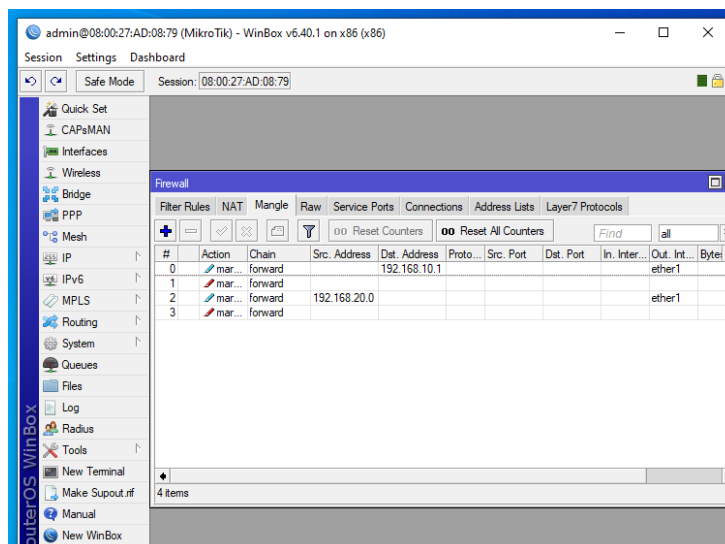 admin@08:00:27:AD:08:79 (MikroTik) - WinBox v6.40.1 on x86 (x86)
Session Settings Dashboard
Safe Mode Session: 08:00:27:AD:08:79
Quick Set
CAPsMAN
Interfaces
Wireless
Bridge
PPP
Mesh
IP
IPv6
MPLS
Routing
System
Queues
Files
Log
Radius
Tools
New Terminal
Make Supout.rif
Manual
New WinBox
outerOS WinBox
Firewall
Filter Rules NAT Mangle Raw Service Ports Connections Address Lists Layer7 Protocols
00 Reset Counters 00 Reset All Counters Find all
# Action Chain Src. Address Dst. Address Proto... Src. Port Dst. Port In. Inter... Out. Int... Byte
0 mar... forward 192.168.10.1 ether1
1 mar... forward
2 mar... forward 192.168.20.0 ether1
3 mar... forward
4 items